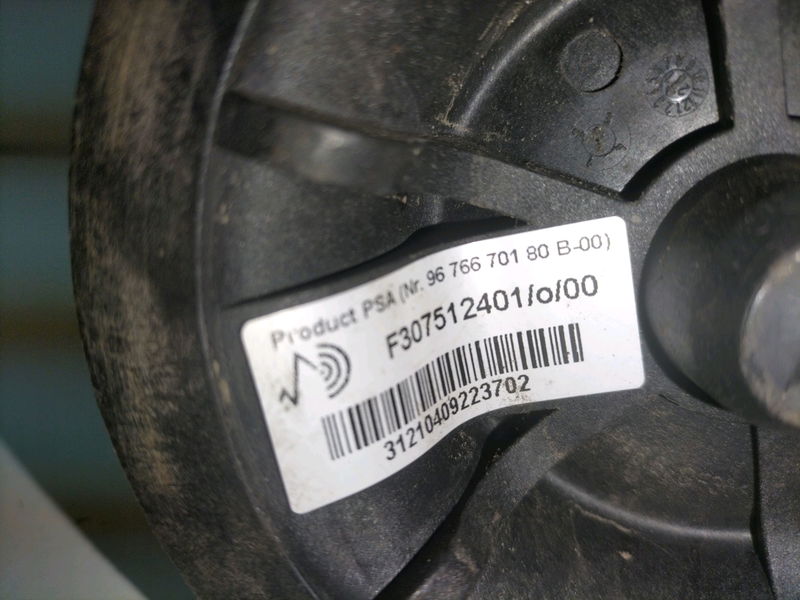 Product PSA (Nr. 96 766 701 80 B-00)
F307512401/o/00
31210409223702